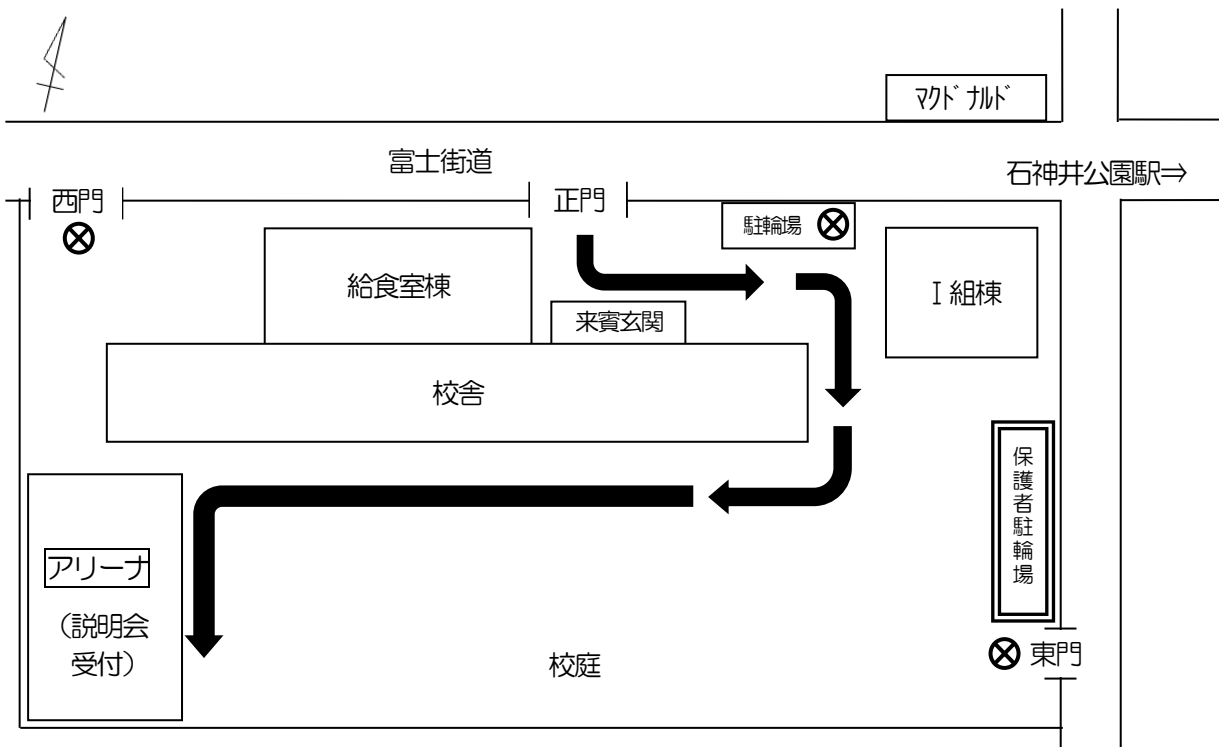 マクドナルド
富士街道
石神井公園駅⇒
西門
正門
駐輪場
給食室棟
来賓玄関
Ⅰ組棟
校舎
保護者駐輪場
アリーナ
（説明会
受付）
校庭
東門